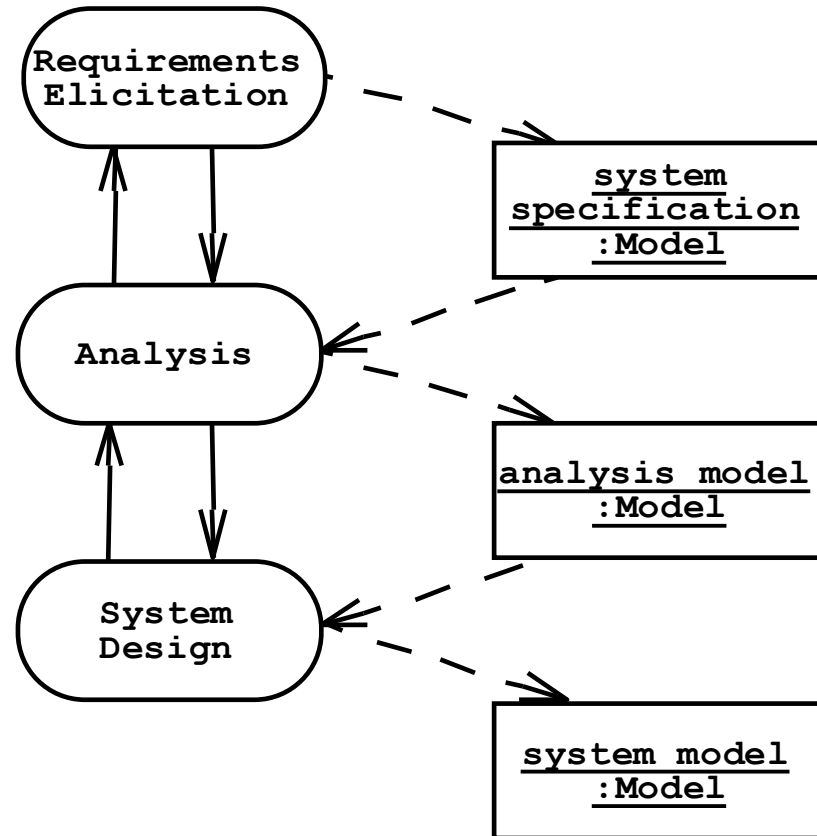 Requirements
Elicitation
system
specification
:Model
Analysis
analysis model
:Model
System
Design
system model
:Model